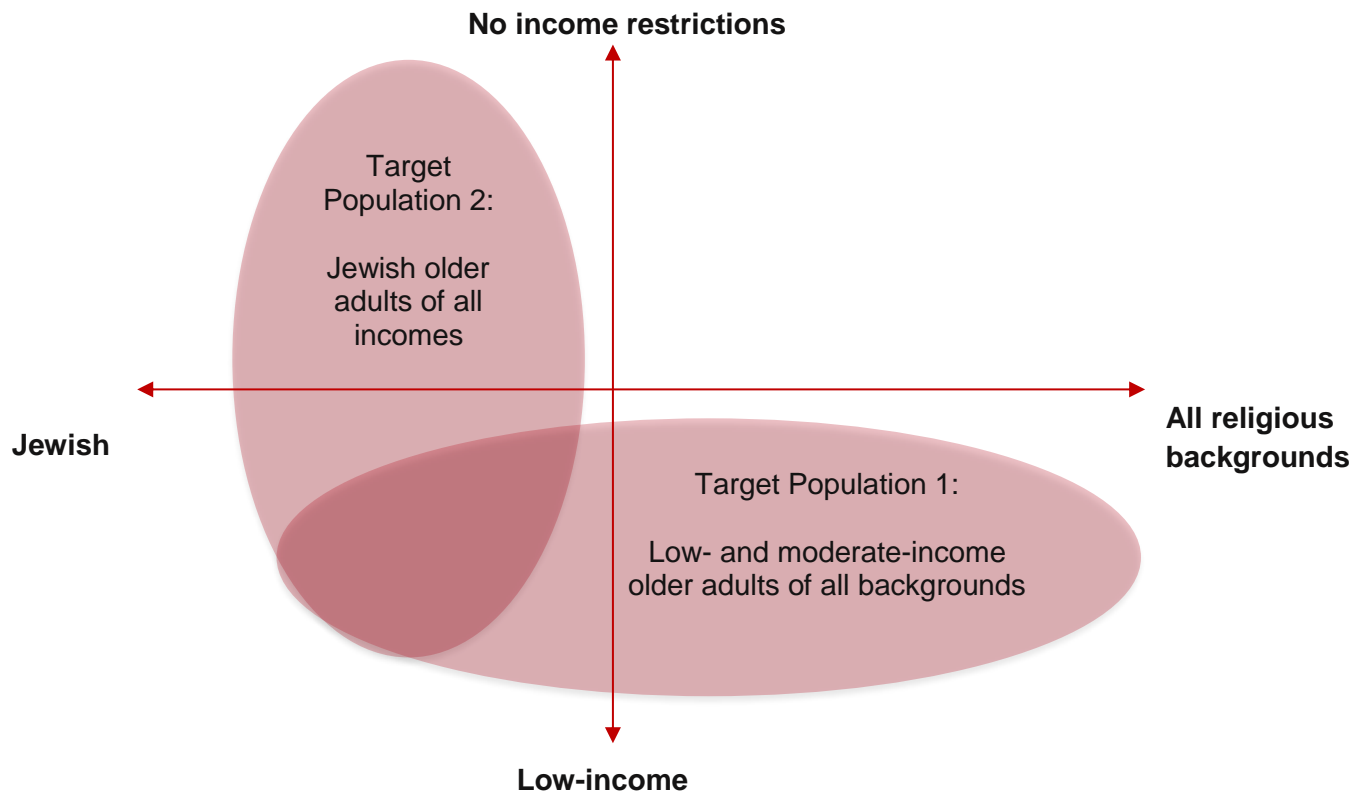 No income restrictions
Target
Population 2:
Jewish older
adults of all
incomes
Jewish
All religious
backgrounds
Target Population 1:
Low- and moderate-income
older adults of all backgrounds
Low-income